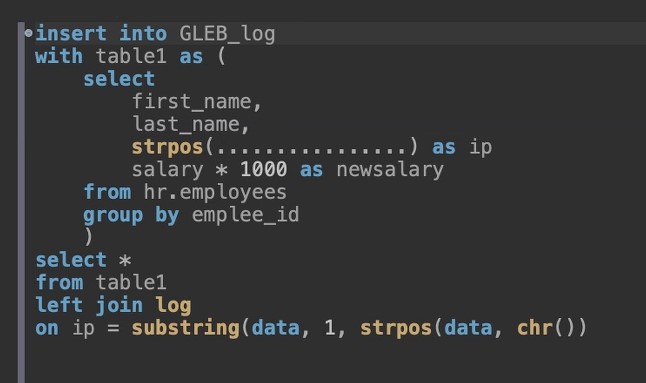 insert into GLEB_log
with table1 as (
    select
        first_name,
        last_name,
        strpos(................) as ip
        salary * 1000 as newsalary
    from hr.employees
    group by emplee_id
    )
select *
from table1
left join log
on ip = substring(data, 1, strpos(data, chr())